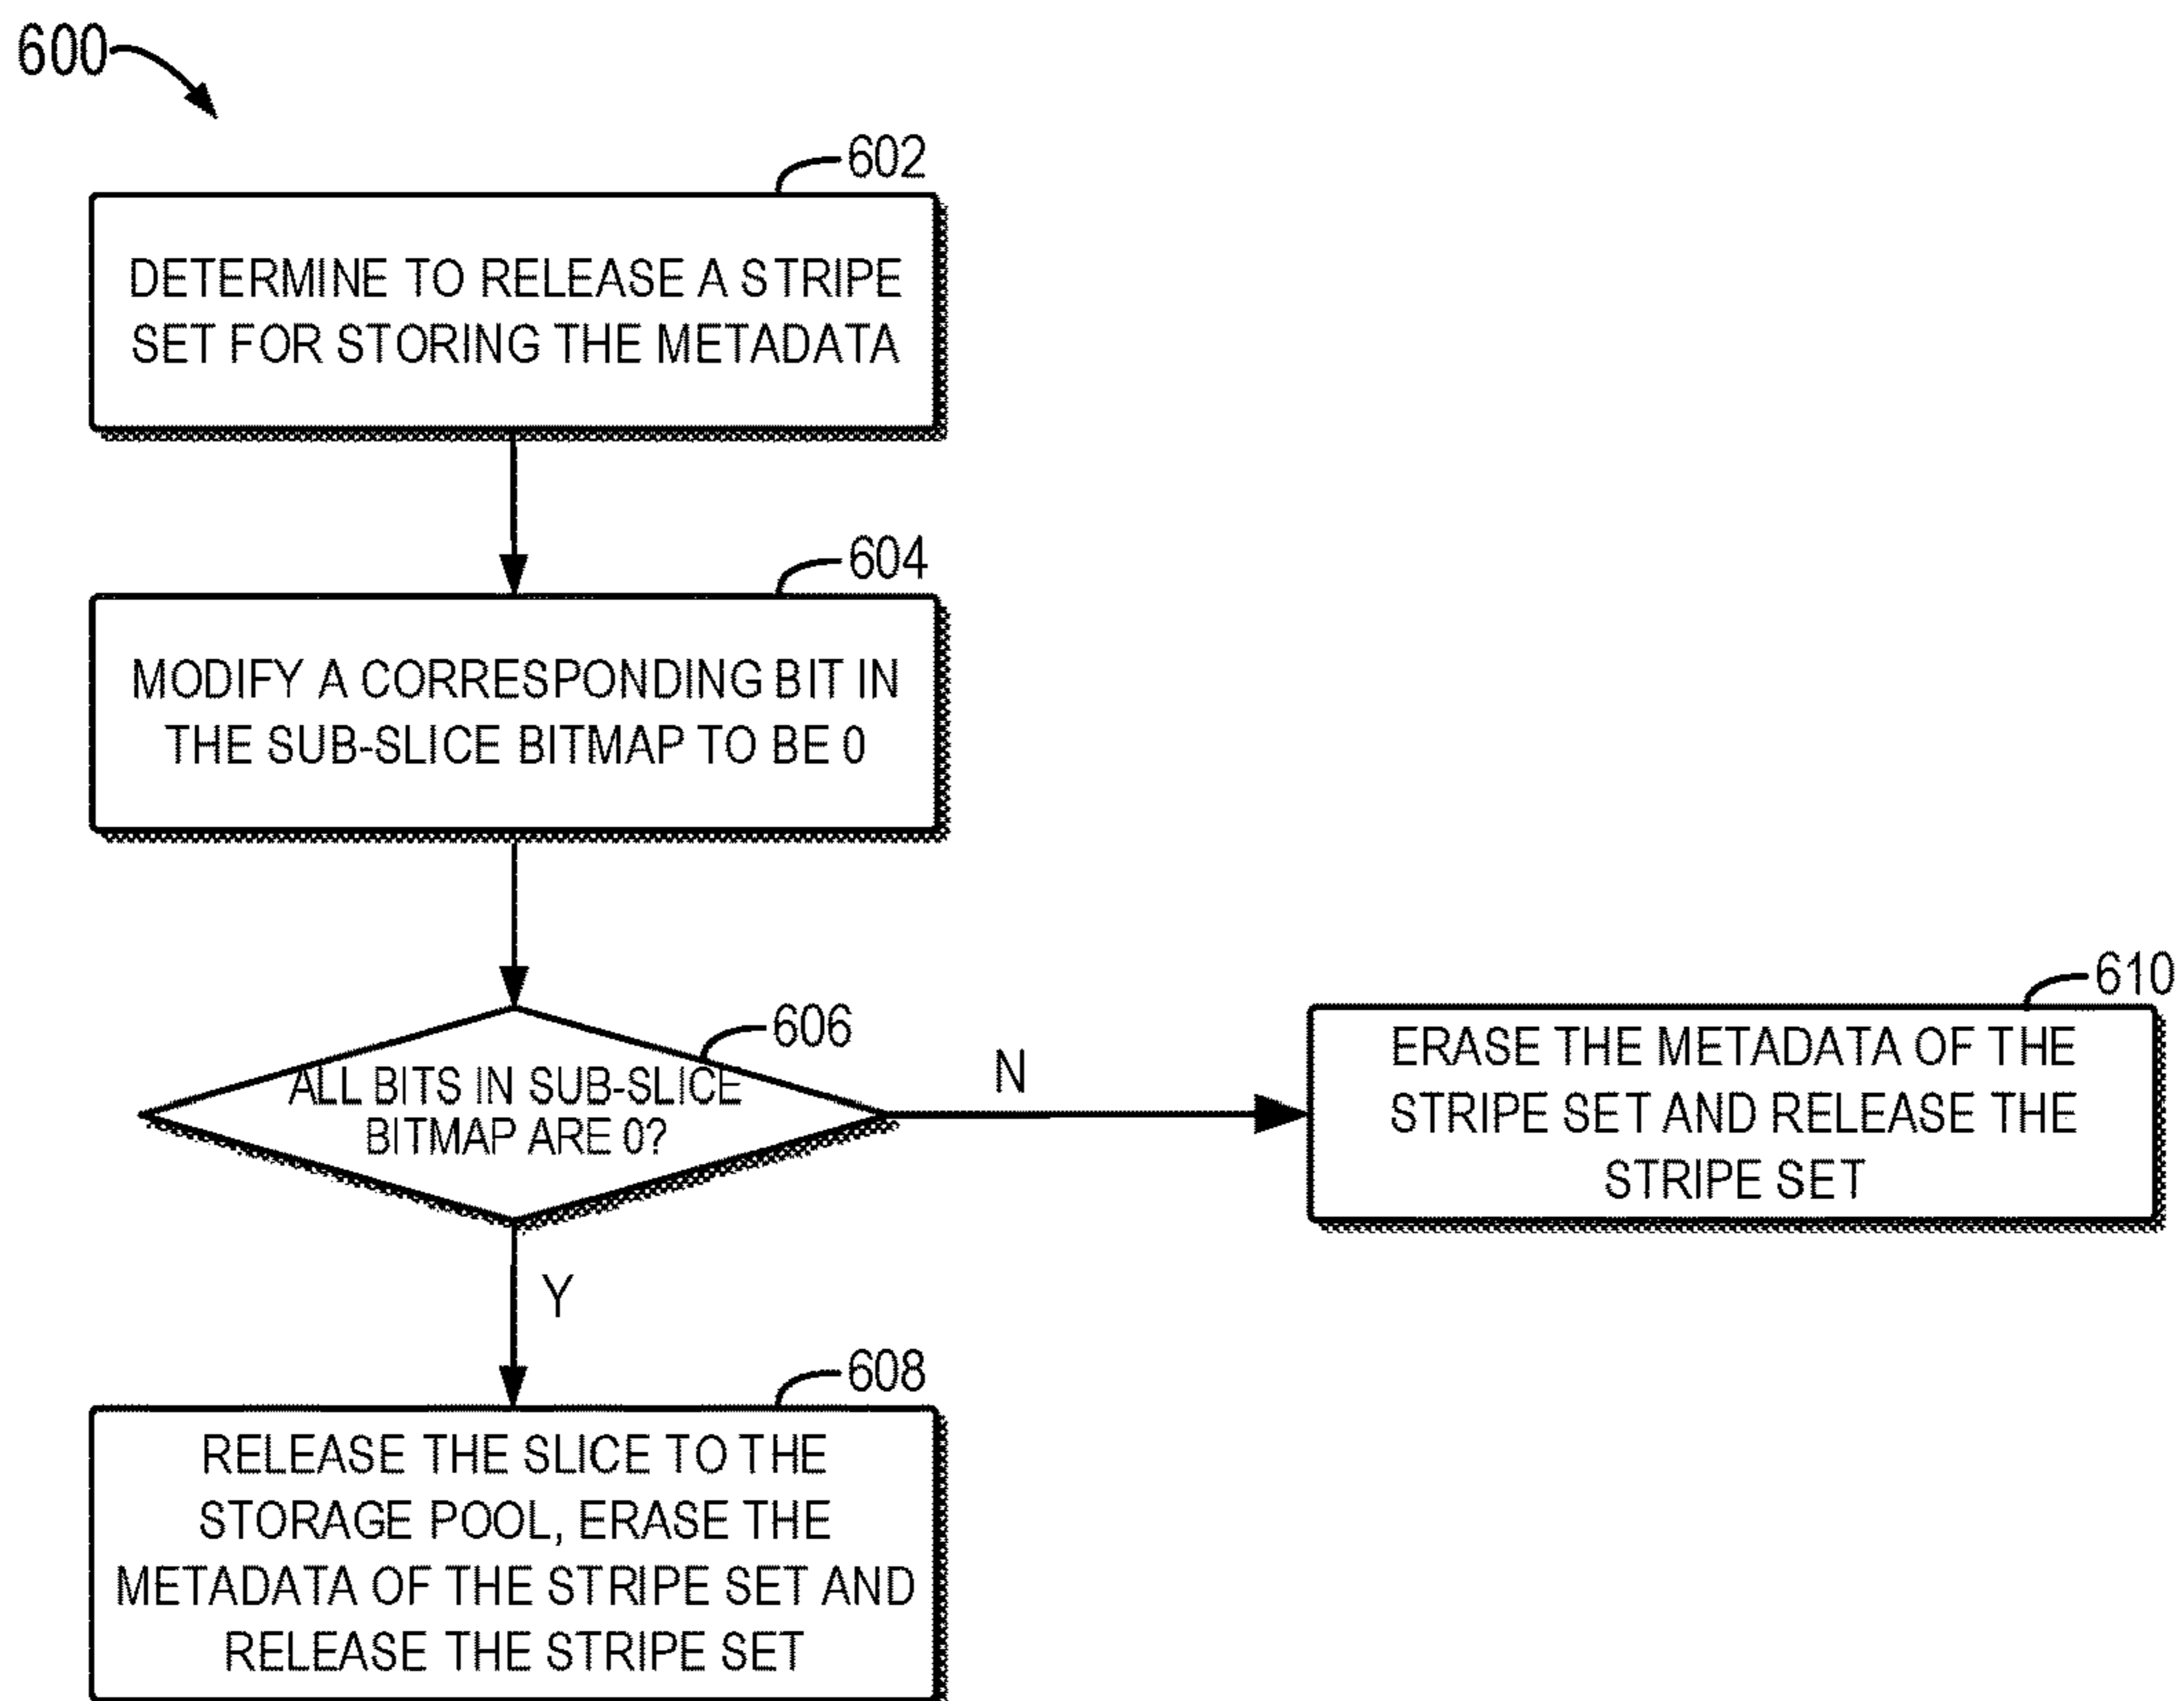 600
602
DETERMINE TO RELEASE A STRIPE
SET FOR STORING THE METADATA
604
MODIFY A CORRESPONDING BIT IN
THE SUB-SLICE BITMAP TO BE 0
606
ALL BITS IN SUB-SLICE
BITMAP ARE 0?
N
610
ERASE THE METADATA OF THE
STRIPE SET AND RELEASE THE
STRIPE SET
Y
608
RELEASE THE SLICE TO THE
STORAGE POOL, ERASE THE
METADATA OF THE STRIPE SET AND
RELEASE THE STRIPE SET